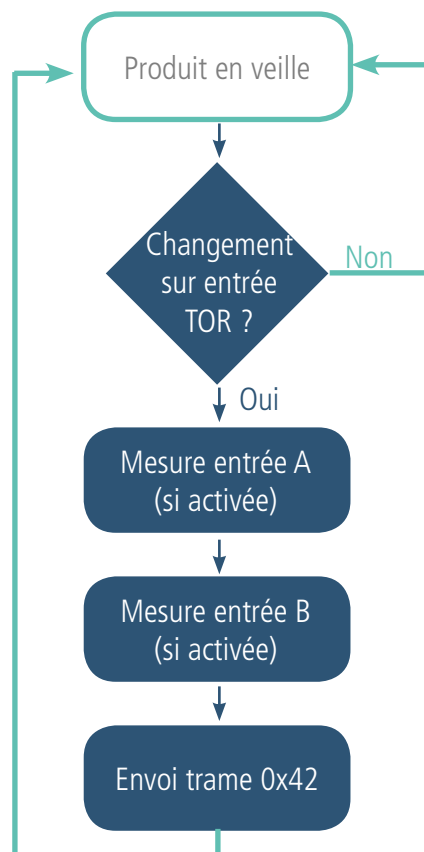 Produit en veille
Changement
sur entrée
TOR ?
Non
Oui
Mesure entrée A
(si activée)
Mesure entrée B
(si activée)
Envoi trame 0x42